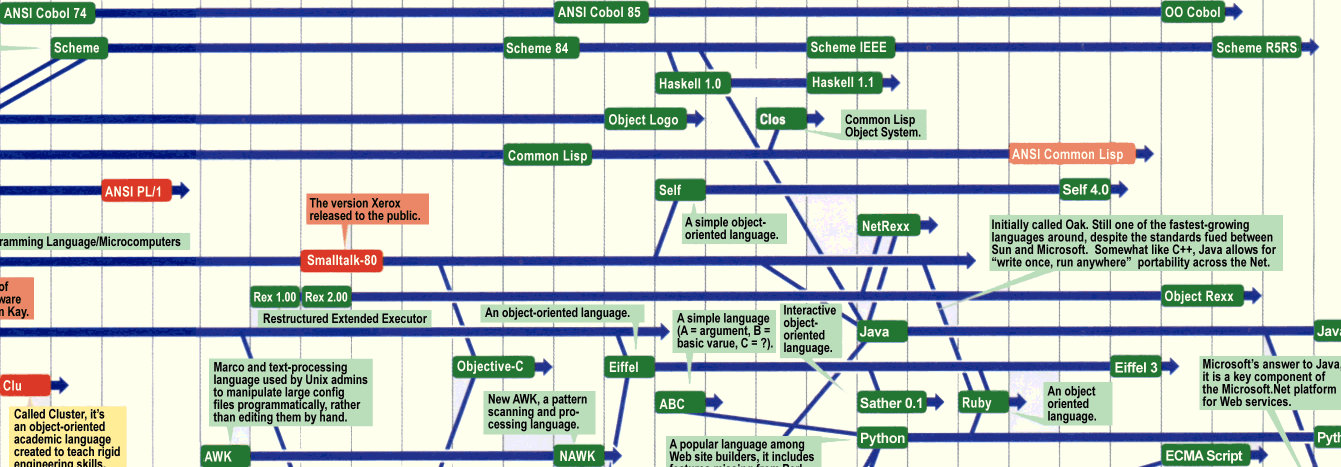 ANSI Cobol 74
ANSI Cobol 85
OO Cobol
Scheme
Scheme 84
Scheme IEEE
Scheme R5RS
Haskell 1.0
Haskell 1.1
Object Logo
Clos
Common Lisp
Object System.
Common Lisp
ANSI Common Lisp
ANSI PL/1
Self
Self 4.0
The version Xerox
released to the public.
A simple object-
oriented language.
NetRexx
Initially called Oak. Still one of the fastest-growing
languages around, despite the standards fued between
Sun and Microsoft. Somewhat like C++, Java allows for
“write once, run anywhere” portability across the Net.
ramming Language/Microcomputers
Smalltalk-80
of
ware
n Kay.
Rex 1.00
Rex 2.00
Object Rexx
Restructured Extended Executor
An object-oriented language.
A simple language
(A = argument, B =
basic varue, C = ?).
Interactive
object-
oriented
language.
Java
Java
Marco and text-processing
language used by Unix admins
to manipulate large config
files programmatically, rather
than editing them by hand.
Objective-C
Eiffel
Eiffel 3
Microsoft's answer to Java,
it is a key component of
the Microsoft.Net platform
for Web services.
Clu
New AWK, a pattern
scanning and pro-
cessing language.
ABC
Sather 0.1
Ruby
An object
oriented
language.
Called Cluster, it's
an object-oriented
academic language
created to teach rigid
engineering skills.
A popular language among
Web site builders, it includes
features missing from Perl
Python
Pyth
AWK
NAWK
ECMA Script